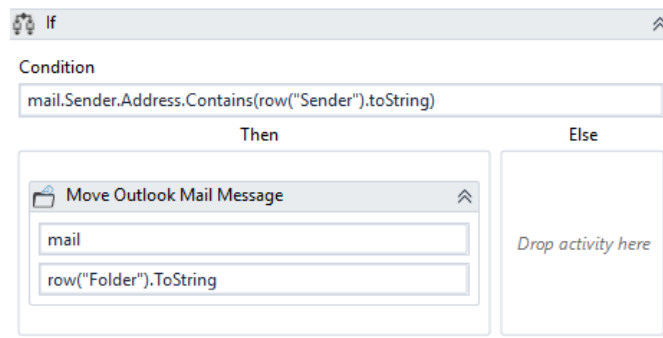 If
Condition
mail.Sender.Address.Contains(row("Sender").toString)
Then
Else
Move Outlook Mail Message
mail
Drop activity here
row("Folder").ToString